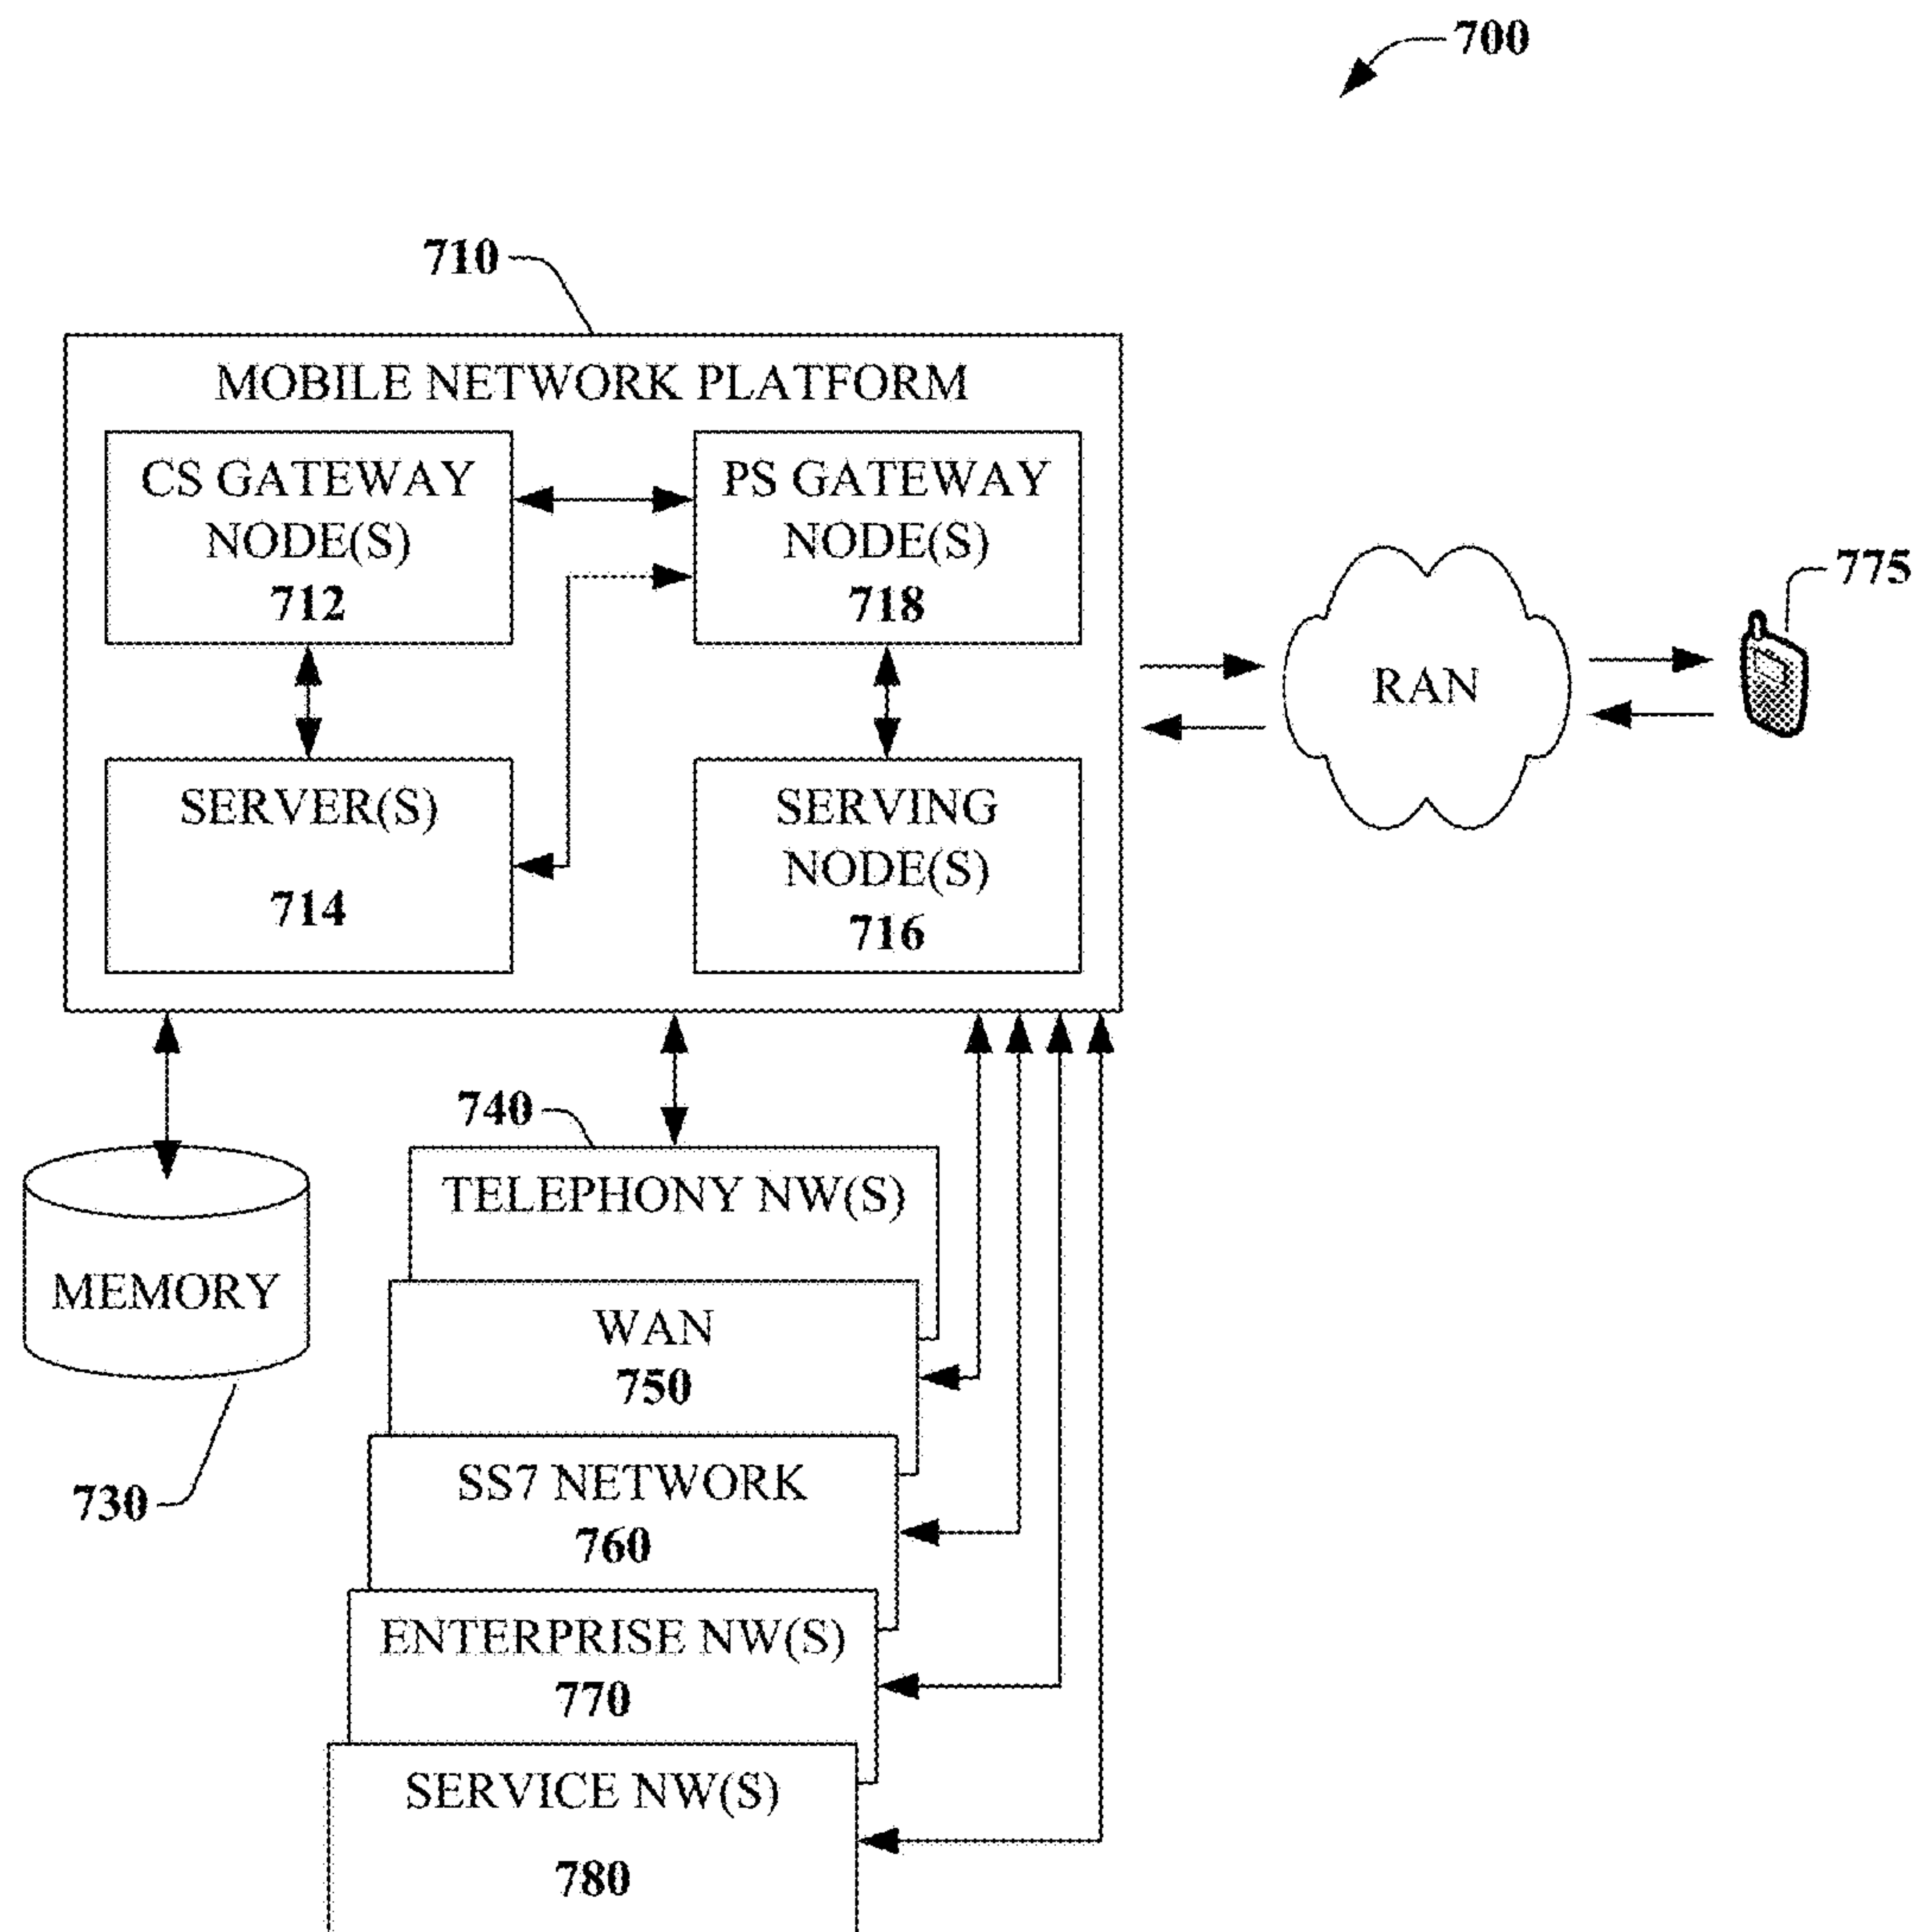 700
710
MOBILE NETWORK PLATFORM
CS GATEWAY
NODE(S)
712
PS GATEWAY
NODE(S)
718
SERVER(S)
714
SERVING
NODE(S)
716
RAN
775
740
TELEPHONY NW(S)
MEMORY
730
WAN
750
SS7 NETWORK
760
ENTERPRISE NW(S)
770
SERVICE NW(S)
780